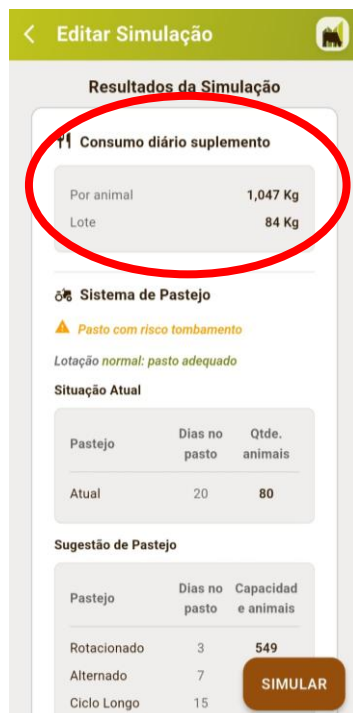 Editar Simulação
Resultados da Simulação
Consumo diário suplemento
Por animal 1,047 Kg
Lote 84 Kg
Sistema de Pastejo
Pasto com risco tombamento
Lotação normal: pasto adequado
Situação Atual
Pastejo Dias no pasto Qtde. animais
Atual 20 80
Sugestão de Pastejo
Pastejo Dias no pasto Capacidad e animais
Rotacionado 3 549
Alternado 7
Ciclo Longo 15
SIMULAR